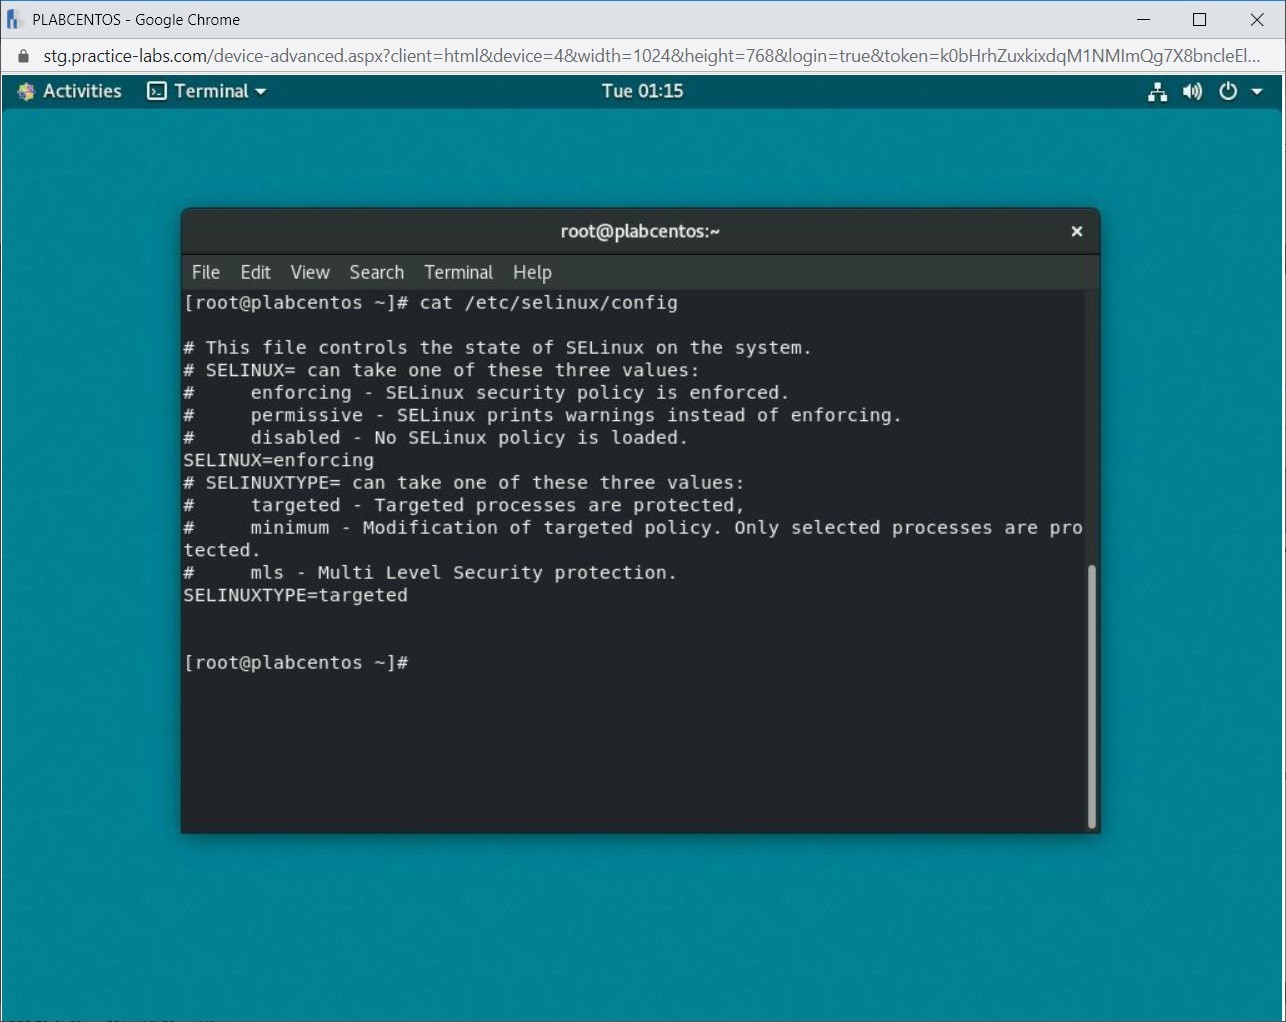 PLABCENTOS - Google Chrome
stg.practice-labs.com/device-advanced.aspx?client=html&device=4&width=1024&height=768&login=true&token=k0bHrhZuxkixdqM1NMImQg7X8bncleEl...
Activities Terminal Tue 01:15
root@plabcentos:~
File Edit View Search Terminal Help
[root@plabcentos ~]# cat /etc/selinux/config
# This file controls the state of SELinux on the system.
# SELINUX= can take one of these three values:
#     enforcing - SELinux security policy is enforced.
#     permissive - SELinux prints warnings instead of enforcing.
#     disabled - No SELinux policy is loaded.
SELINUX=enforcing
# SELINUXTYPE= can take one of these three values:
#     targeted - Targeted processes are protected,
#     minimum - Modification of targeted policy. Only selected processes are pro
tected.
#     mls - Multi Level Security protection.
SELINUXTYPE=targeted
[root@plabcentos ~]#